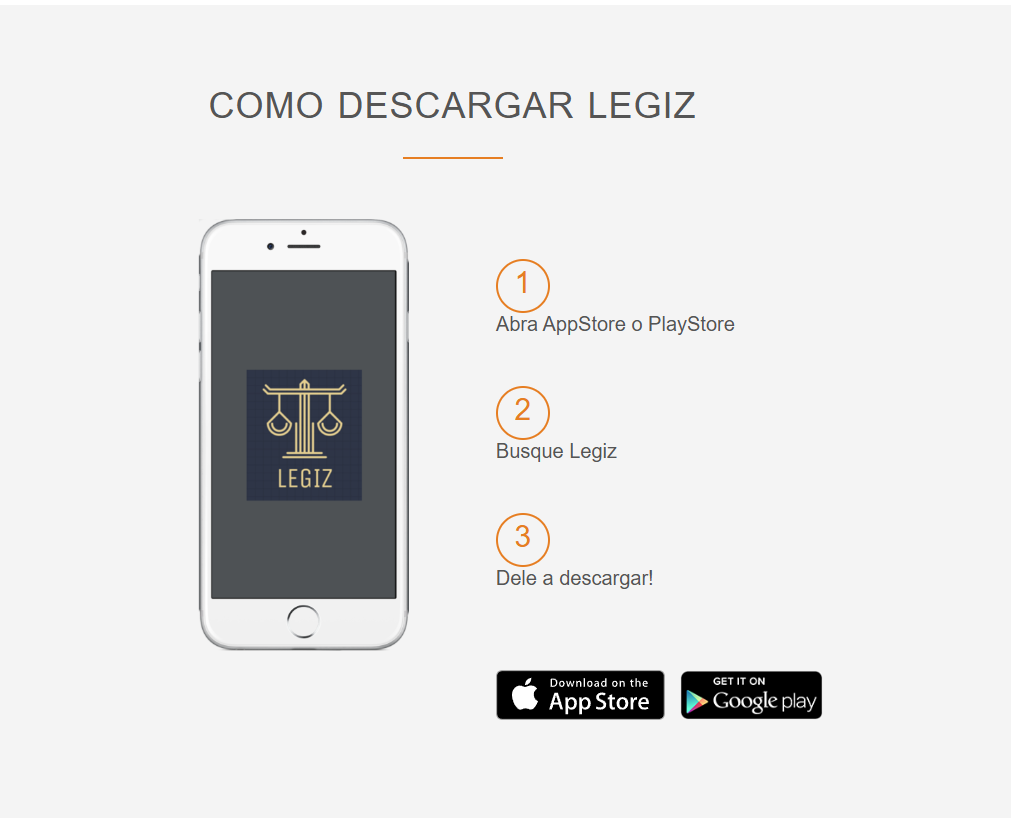 COMO DESCARGAR LEGIZ
LEGIZ
1
Abra AppStore o PlayStore
2
Busque Legiz
3
Dele a descargar!
Download on the
App Store
GET IT ON
Google play